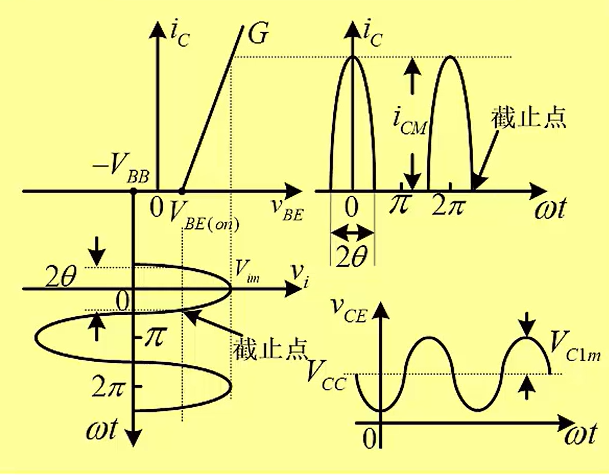 i_C
G
−V_BB
0
V_BE(on)
v_BE
i_C
i_CM
截止点
0
π
2π
ωt
2θ
2θ
0
V_im
v_i
截止点
π
2π
ωt
v_CE
V_CC
V_C1m
0
ωt